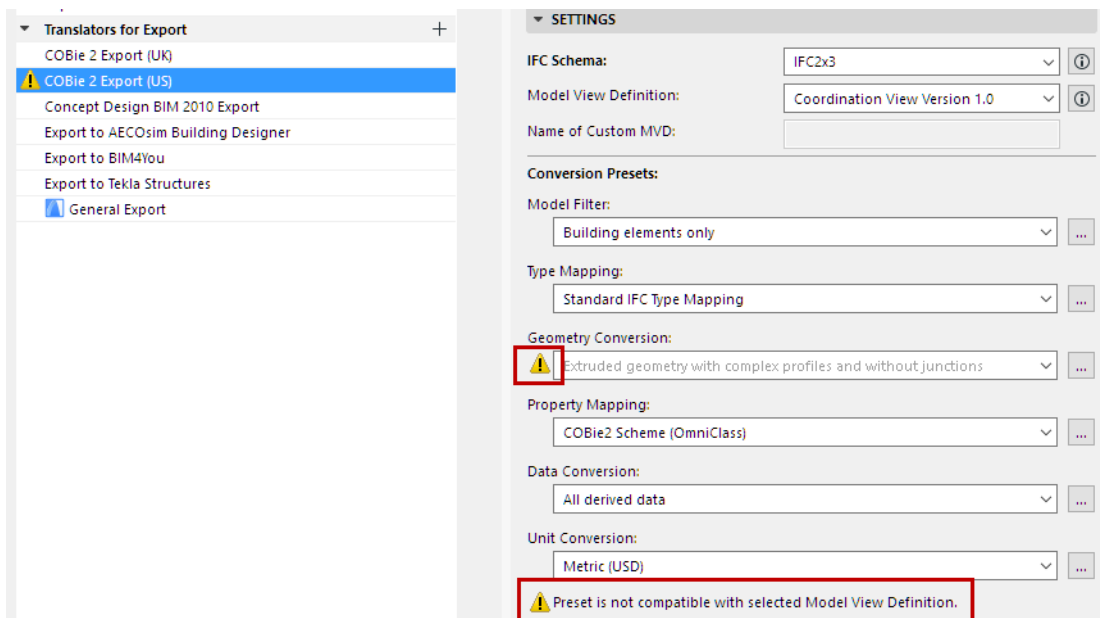 Translators for Export
COBie 2 Export (UK)
COBie 2 Export (US)
Concept Design BIM 2010 Export
Export to AECOsim Building Designer
Export to BIM4You
Export to Tekla Structures
General Export
SETTINGS
IFC Schema:
IFC2x3
Model View Definition:
Coordination View Version 1.0
Name of Custom MVD:
Conversion Presets:
Model Filter:
Building elements only
...
Type Mapping:
Standard IFC Type Mapping
...
Geometry Conversion:
Extruded geometry with complex profiles and without junctions
...
Property Mapping:
COBie2 Scheme (OmniClass)
...
Data Conversion:
All derived data
...
Unit Conversion:
Metric (USD)
...
Preset is not compatible with selected Model View Definition.